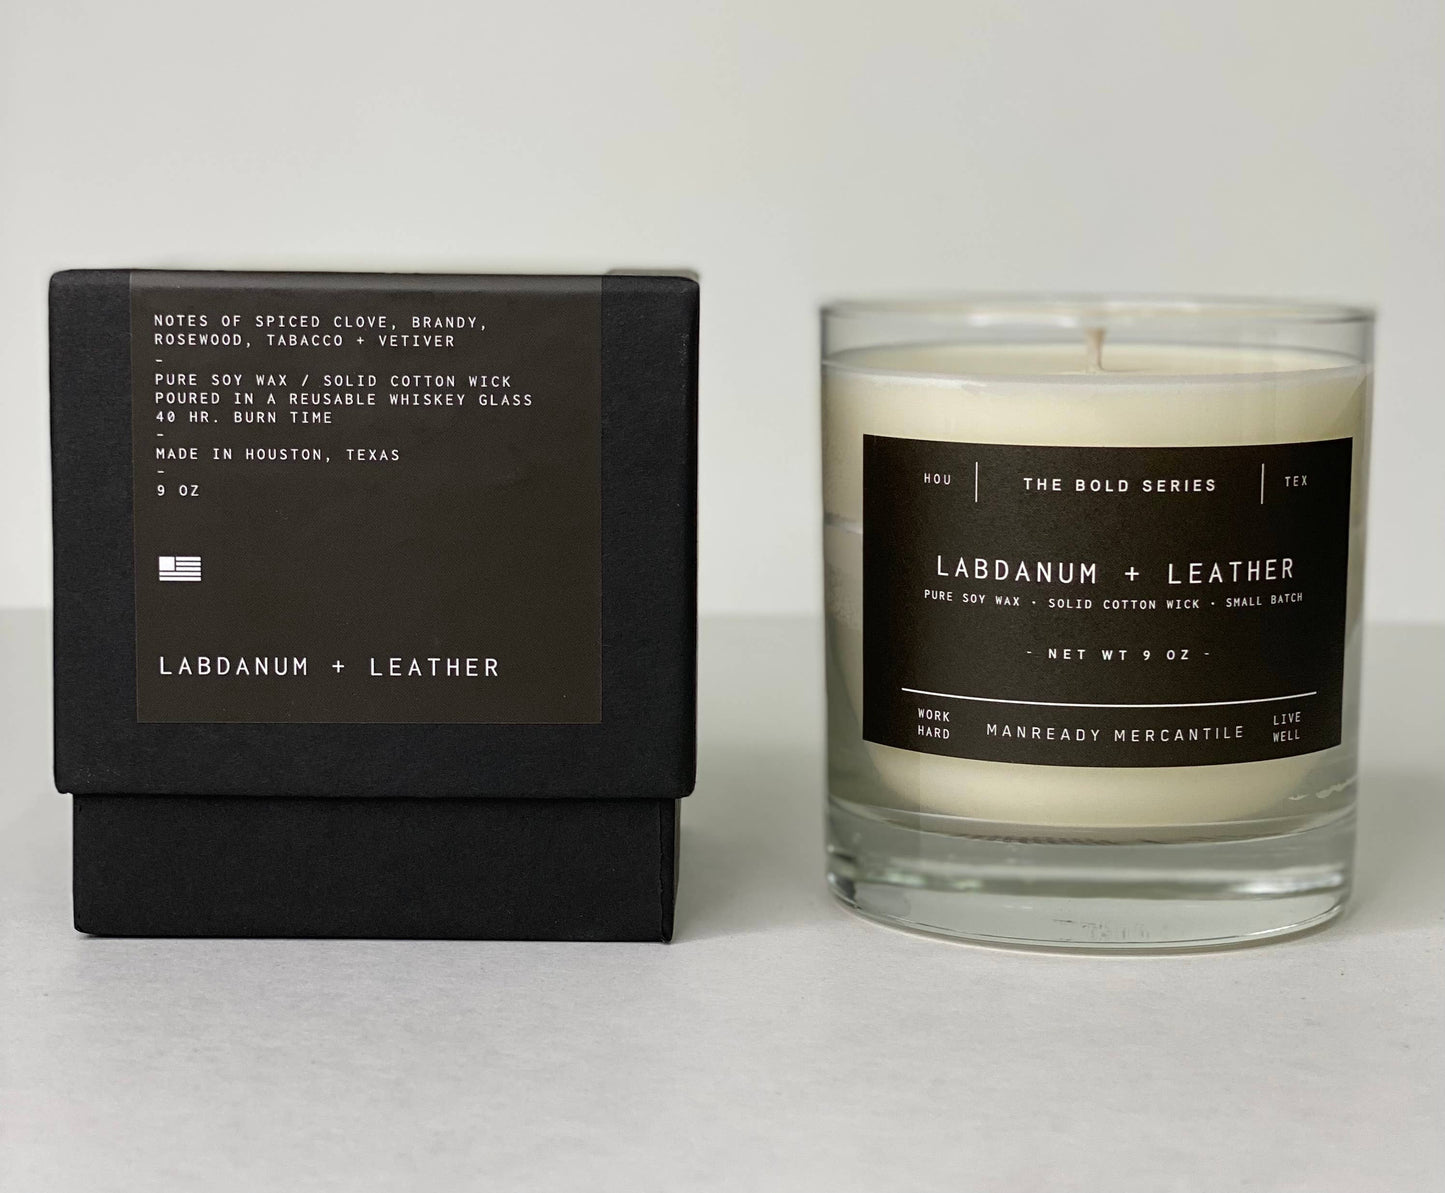 NOTES OF SPICED CLOVE, BRANDY,
ROSEWOOD, TABACCO + VETIVER
-
PURE SOY WAX / SOLID COTTON WICK
POURED IN A REUSABLE WHISKEY GLASS
40 HR. BURN TIME
-
MADE IN HOUSTON, TEXAS
-
9 OZ
LABDANUM + LEATHER
HOU | THE BOLD SERIES | TEX
LABDANUM + LEATHER
PURE SOY WAX · SOLID COTTON WICK · SMALL BATCH
- NET WT 9 OZ -
WORK
HARD
MANREADY MERCANTILE
LIVE
WELL